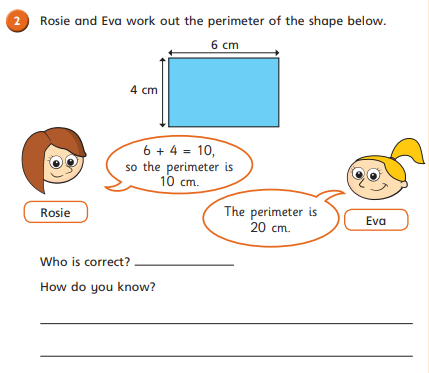 2 Rosie and Eva work out the perimeter of the shape below.
6 cm
4 cm
6 + 4 = 10,
so the perimeter is
10 cm.
Rosie
The perimeter is
20 cm.
Eva
Who is correct?
How do you know?